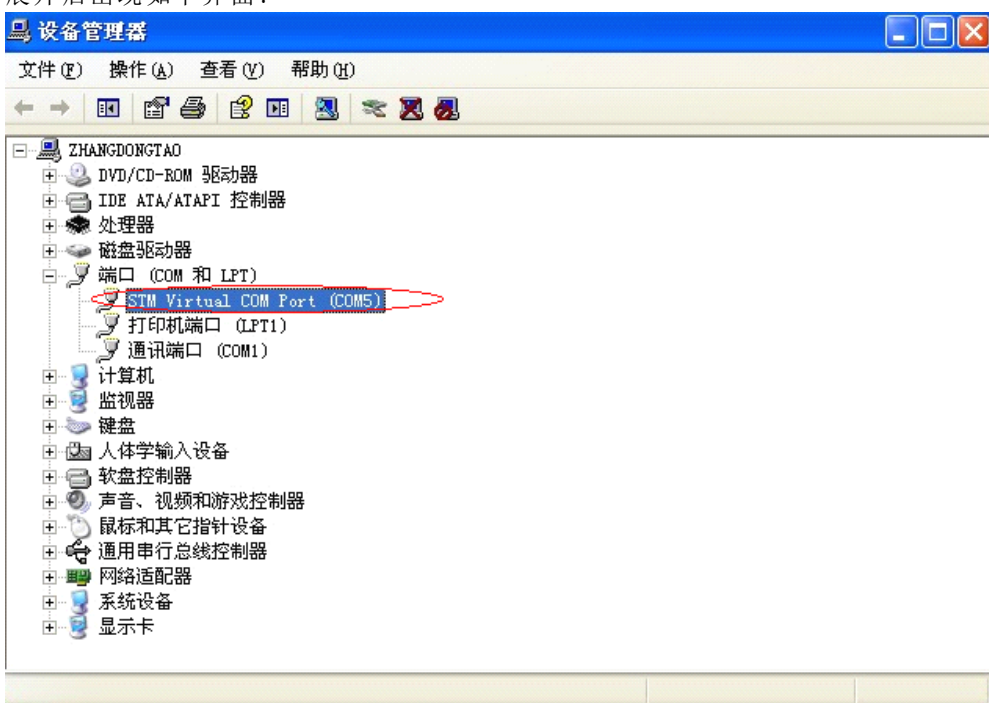 展开后出现如下界面：
设备管理器
文件(F) 操作(A) 查看(V) 帮助(H)
ZHANGDONGTAO
DVD/CD-ROM 驱动器
IDE ATA/ATAPI 控制器
处理器
磁盘驱动器
端口 (COM 和 LPT)
STM Virtual COM Port (COM5)
打印机端口 (LPT1)
通讯端口 (COM1)
计算机
监视器
键盘
人体学输入设备
软盘控制器
声音、视频和游戏控制器
鼠标和其它指针设备
通用串行总线控制器
网络适配器
系统设备
显示卡